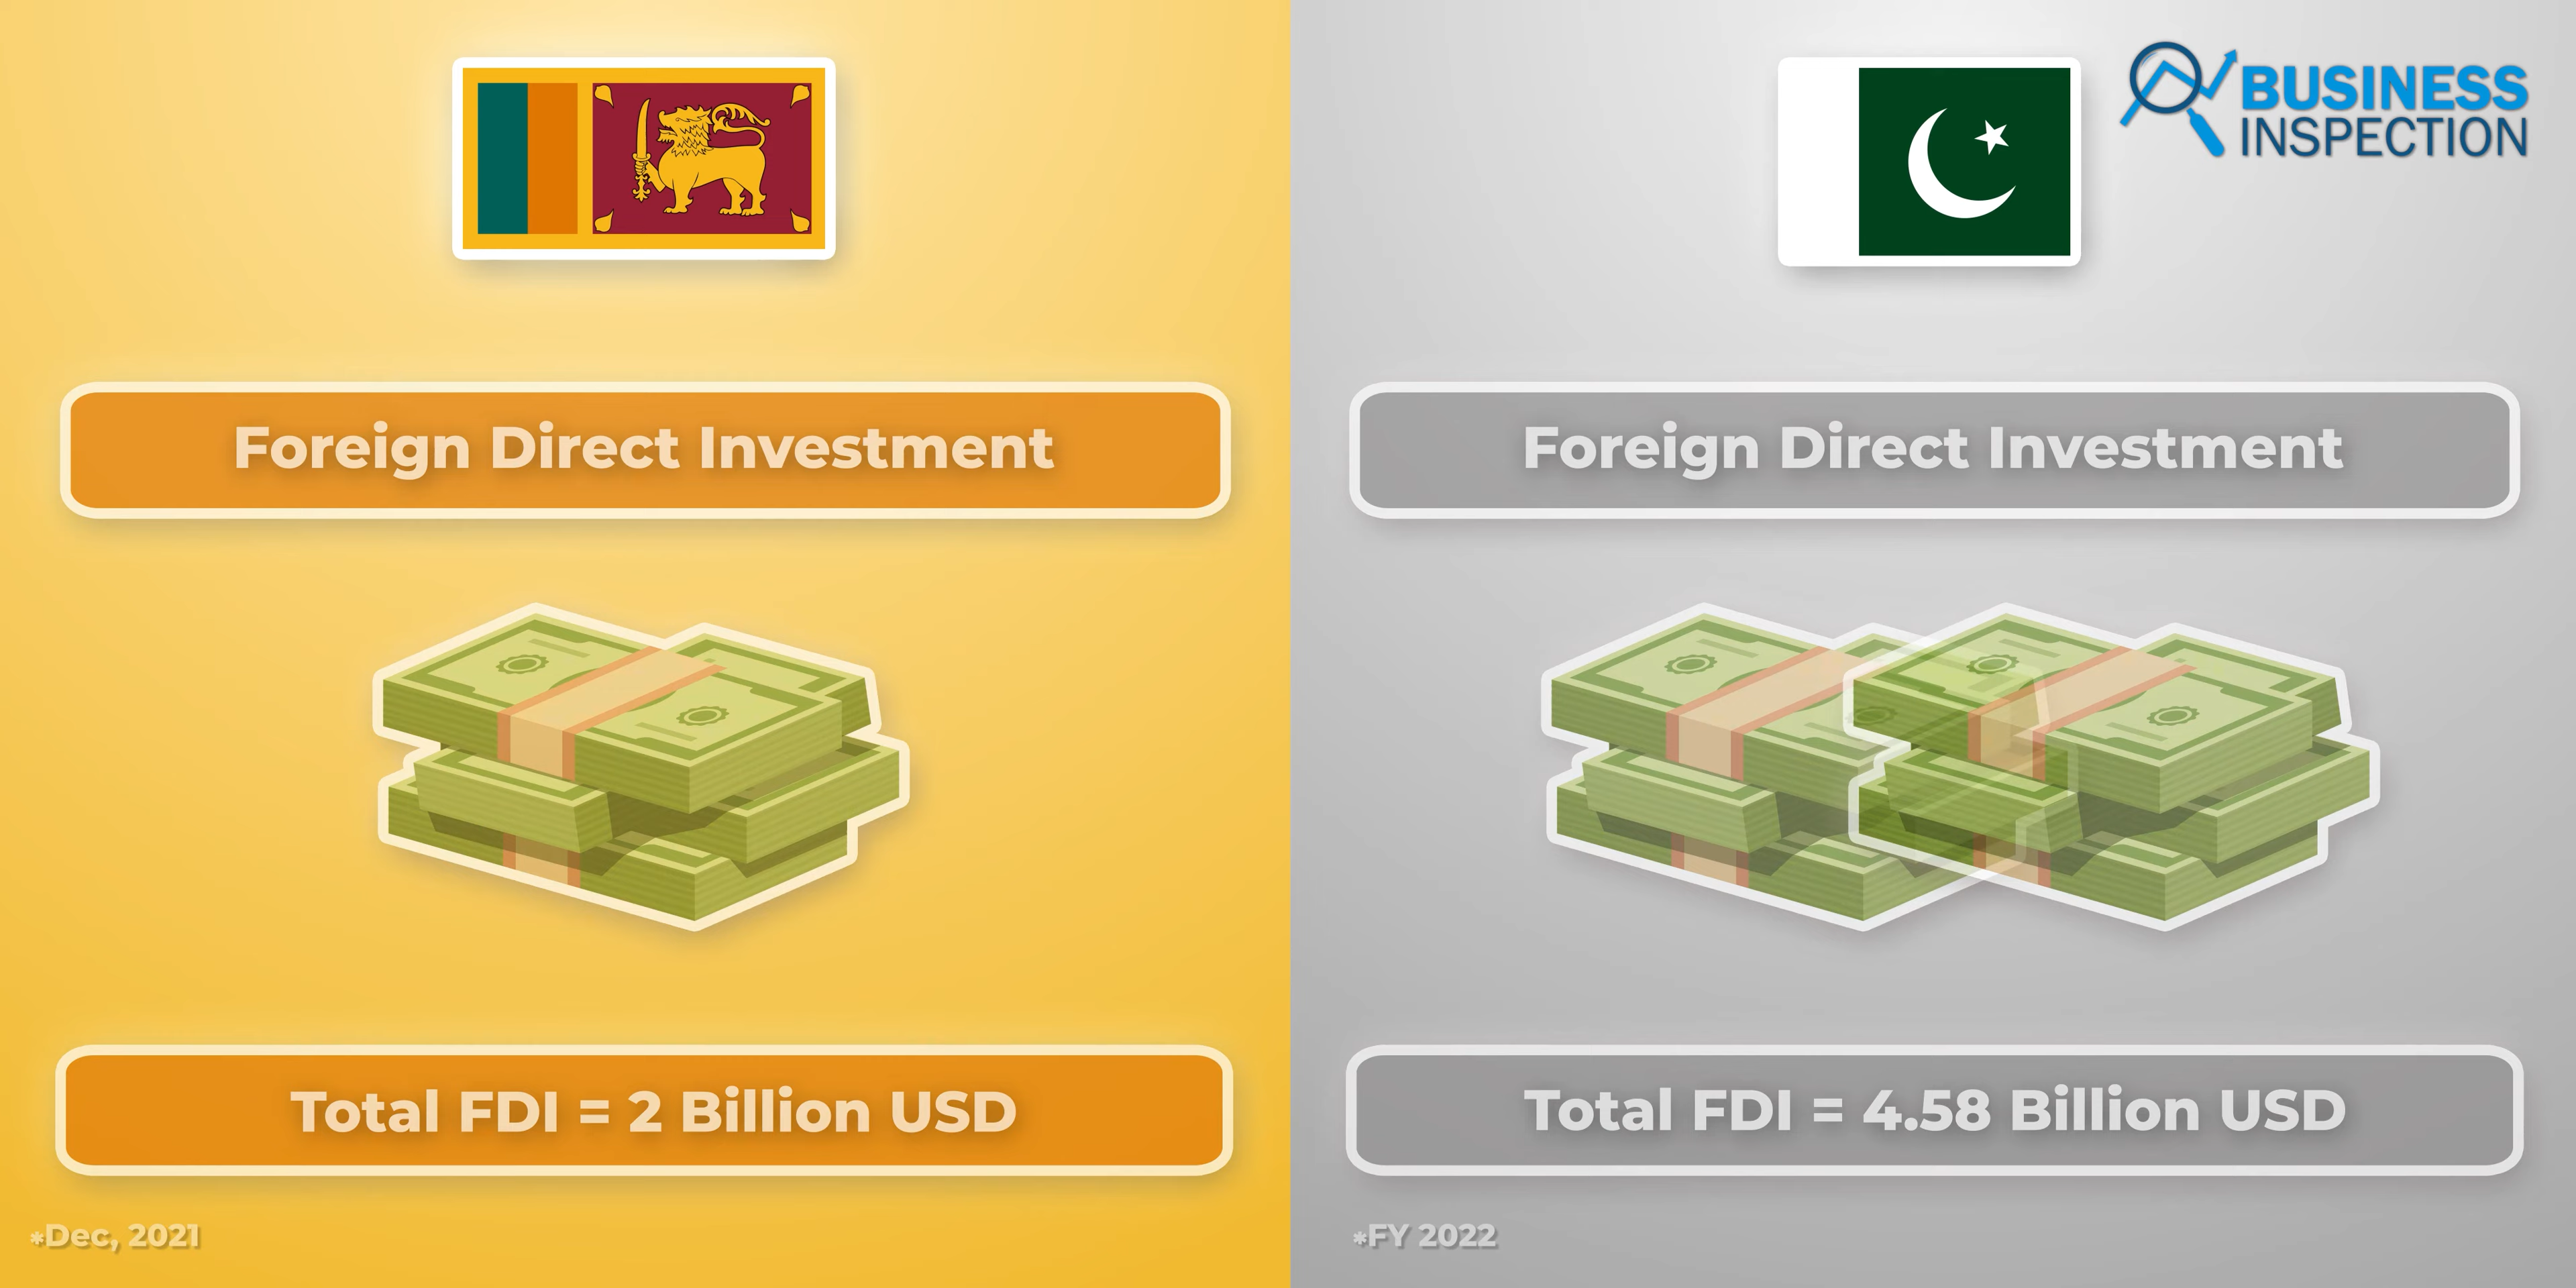 BUSINESS
INSPECTION
Foreign Direct Investment
Foreign Direct Investment
Total FDI = 2 Billion USD
Total FDI = 4.58 Billion USD
*Dec, 2021
*FY 2022